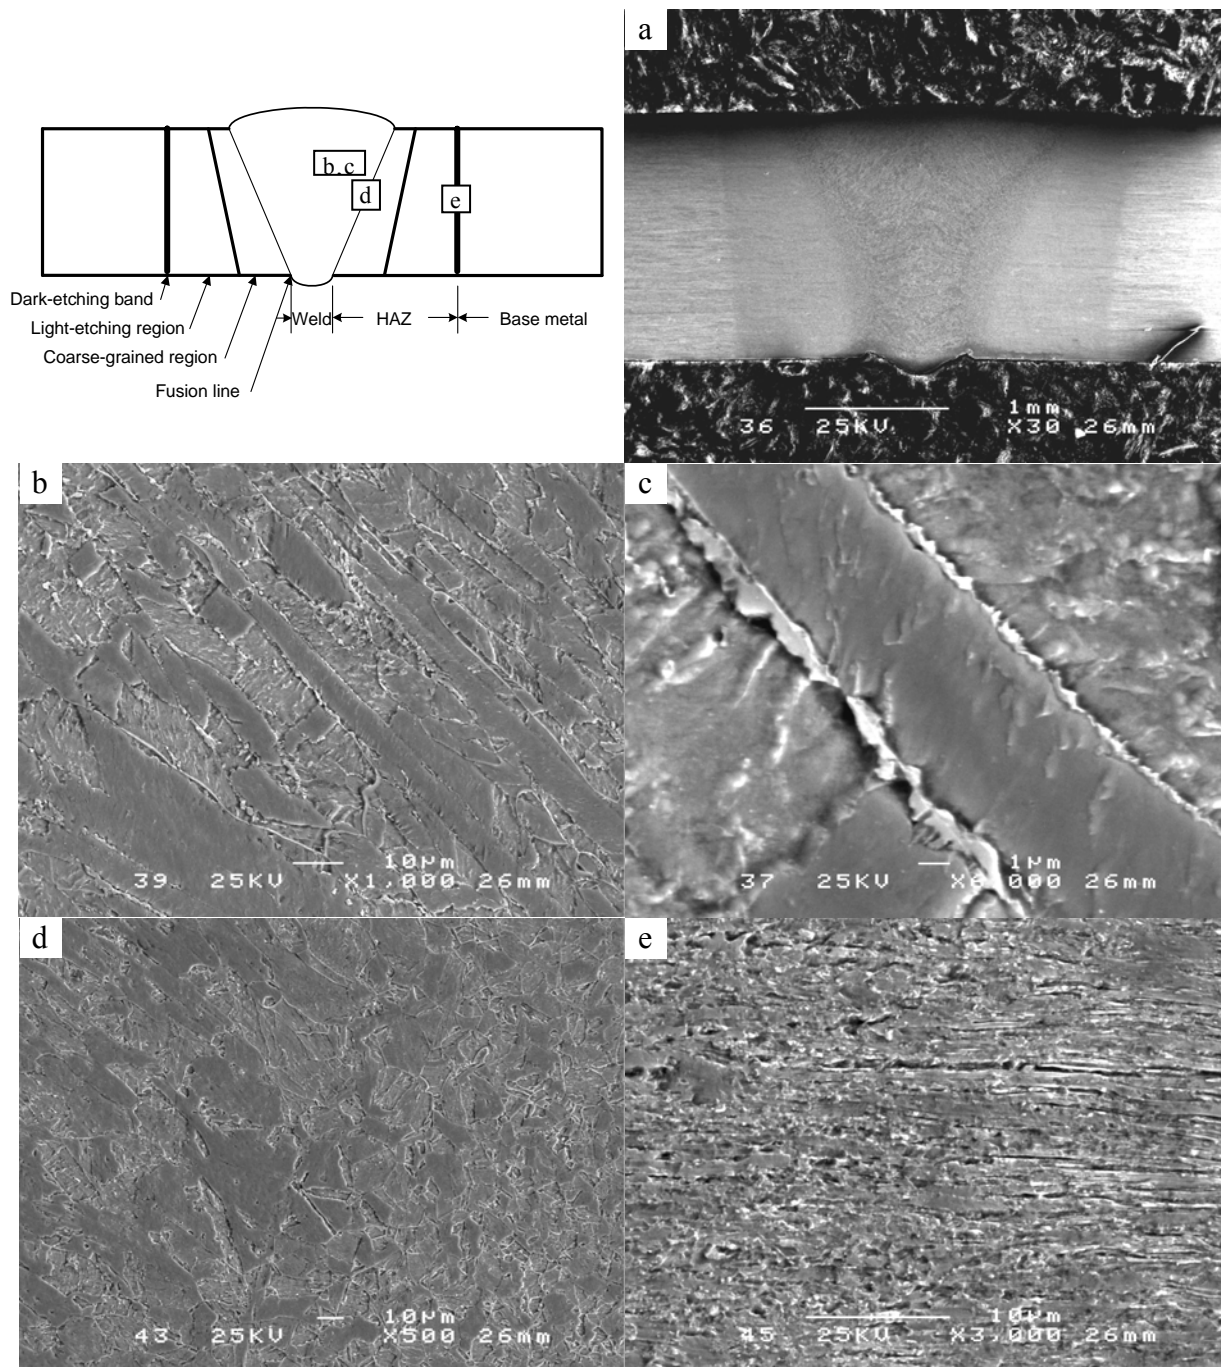 a
b,c
d
e
Dark-etching band
Light-etching region
Coarse-grained region
Fusion line
Weld
HAZ
Base metal
1mm
36 25KV X30 26mm
b
10µm
39 25KV X1,000 26mm
c
1µm
37 25KV X6,000 26mm
d
10µm
43 25KV X500 26mm
e
10µm
45 25KV X3,000 26mm